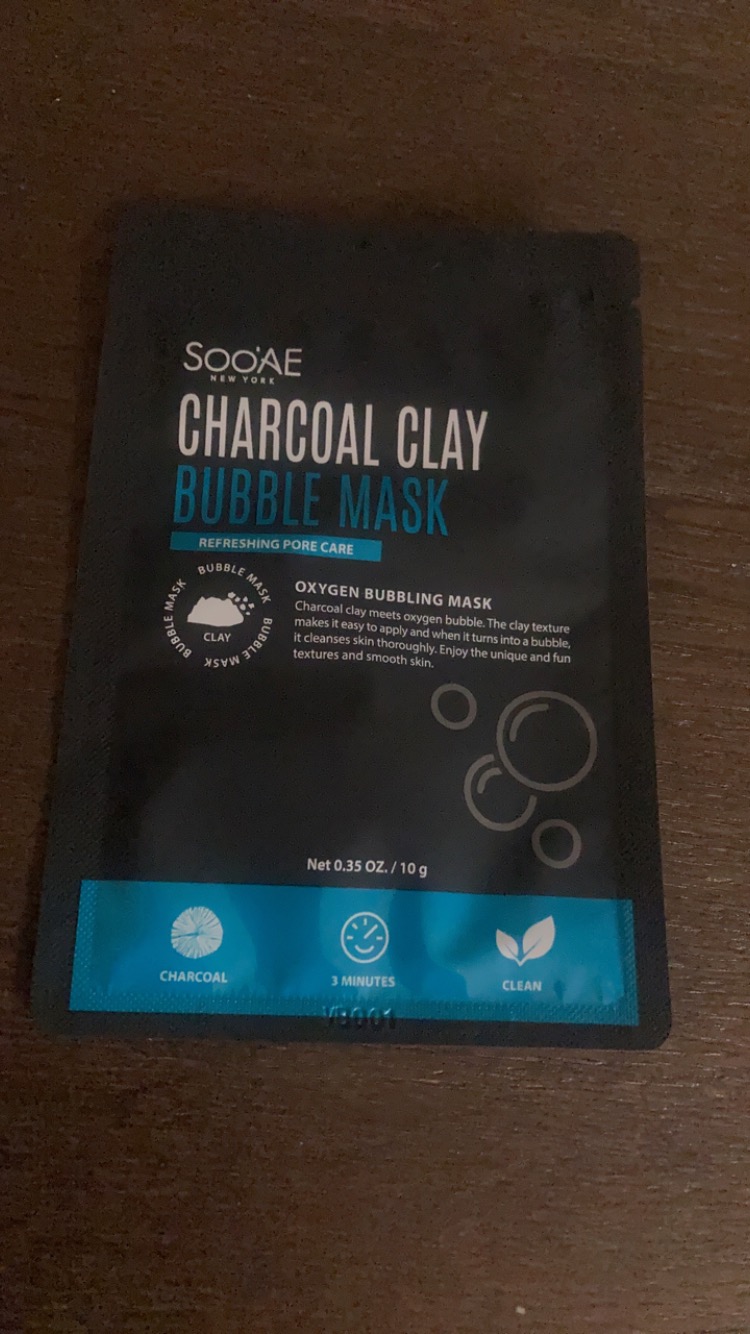 SOO'AE
NEW YORK
CHARCOAL CLAY
BUBBLE MASK
REFRESHING PORE CARE
BUBBLE MASK BUBBLE MASK BUBBLE MASK
CLAY
OXYGEN BUBBLING MASK
Charcoal clay meets oxygen bubble. The clay texture
makes it easy to apply and when it turns into a bubble,
it cleanses skin thoroughly. Enjoy the unique and fun
textures and smooth skin.
Net 0.35 OZ. / 10 g
CHARCOAL
3 MINUTES
CLEAN